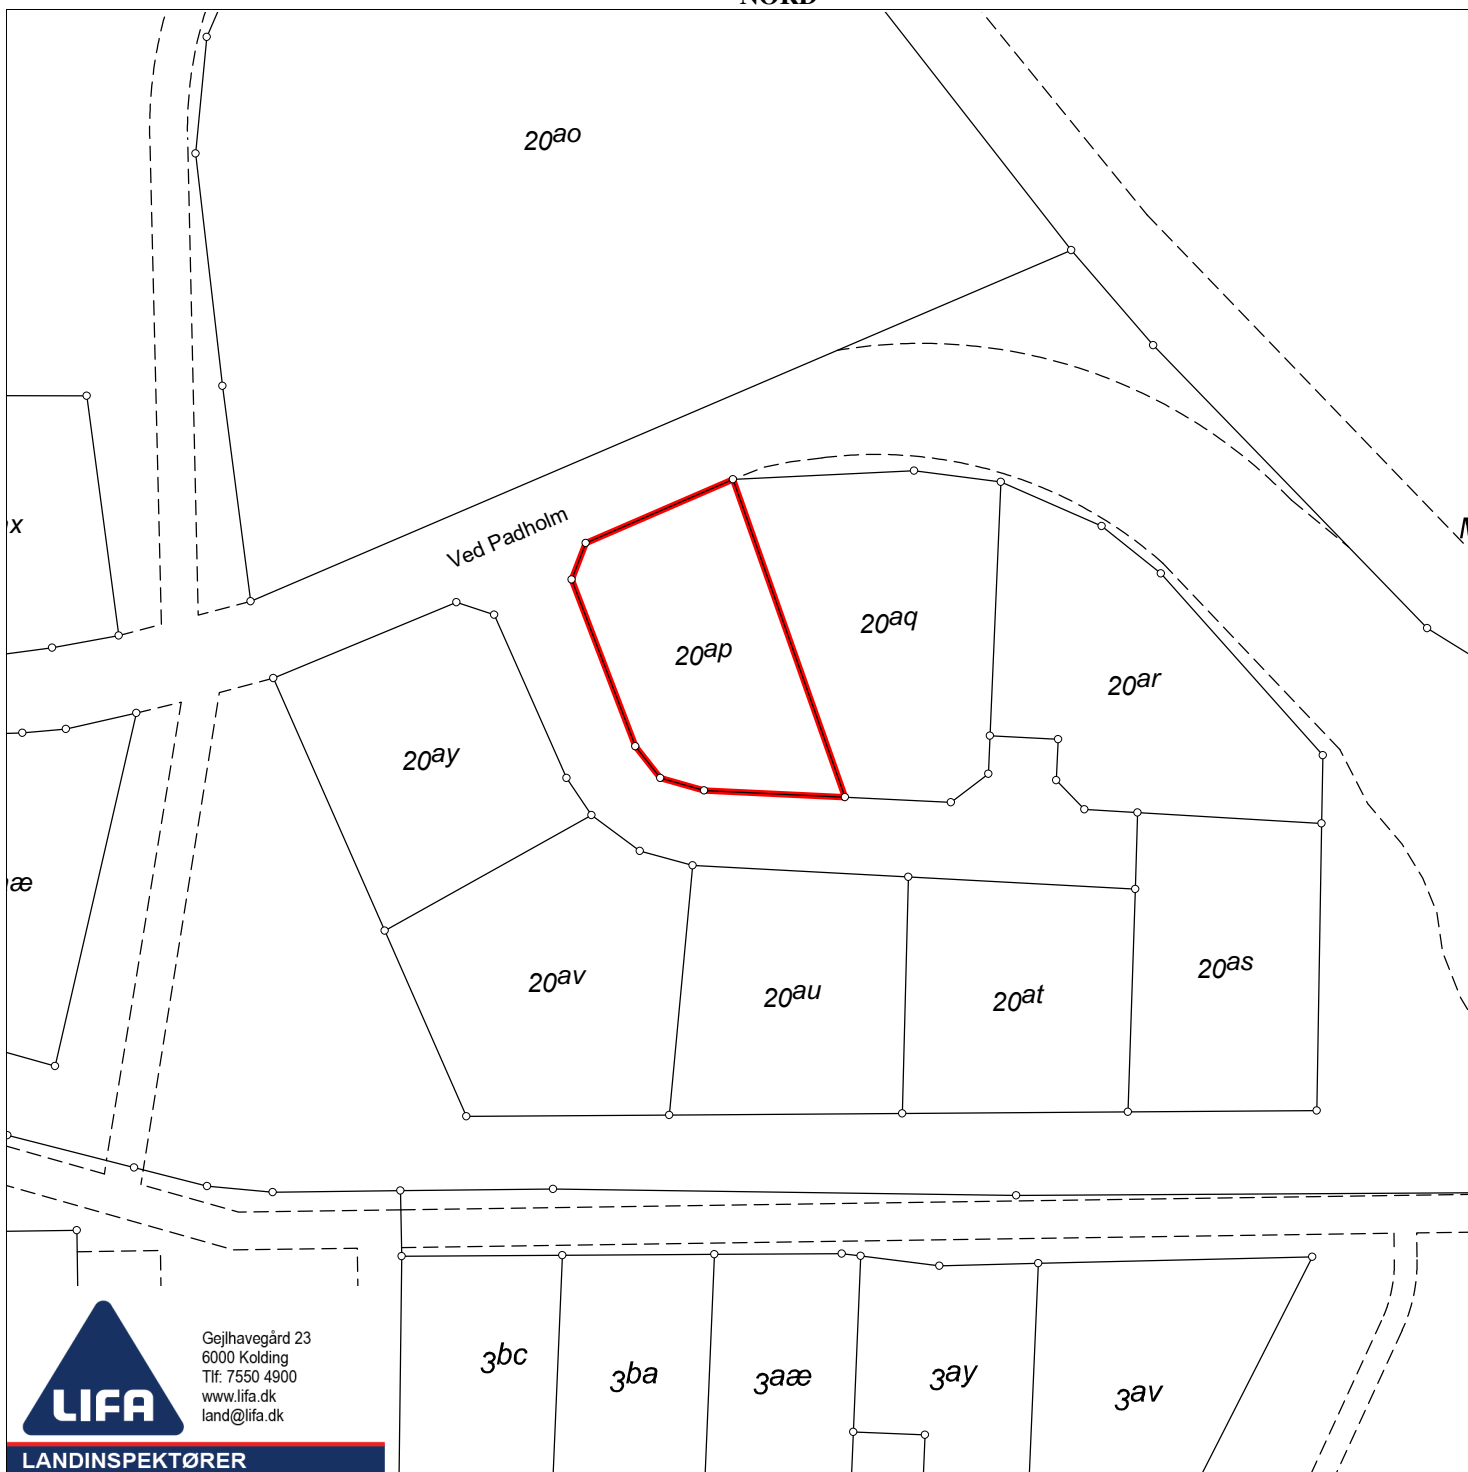 NORD
20ao
Ved Padholm
20ap
20aq
20ar
20ay
20av
20au
20at
20as
3bc
3ba
3aæ
3ay
3av
Gejlhavegård 23
6000 Kolding
Tlf: 7550 4900
www.lifa.dk
land@lifa.dk
LIFA
LANDINSPEKTØRER